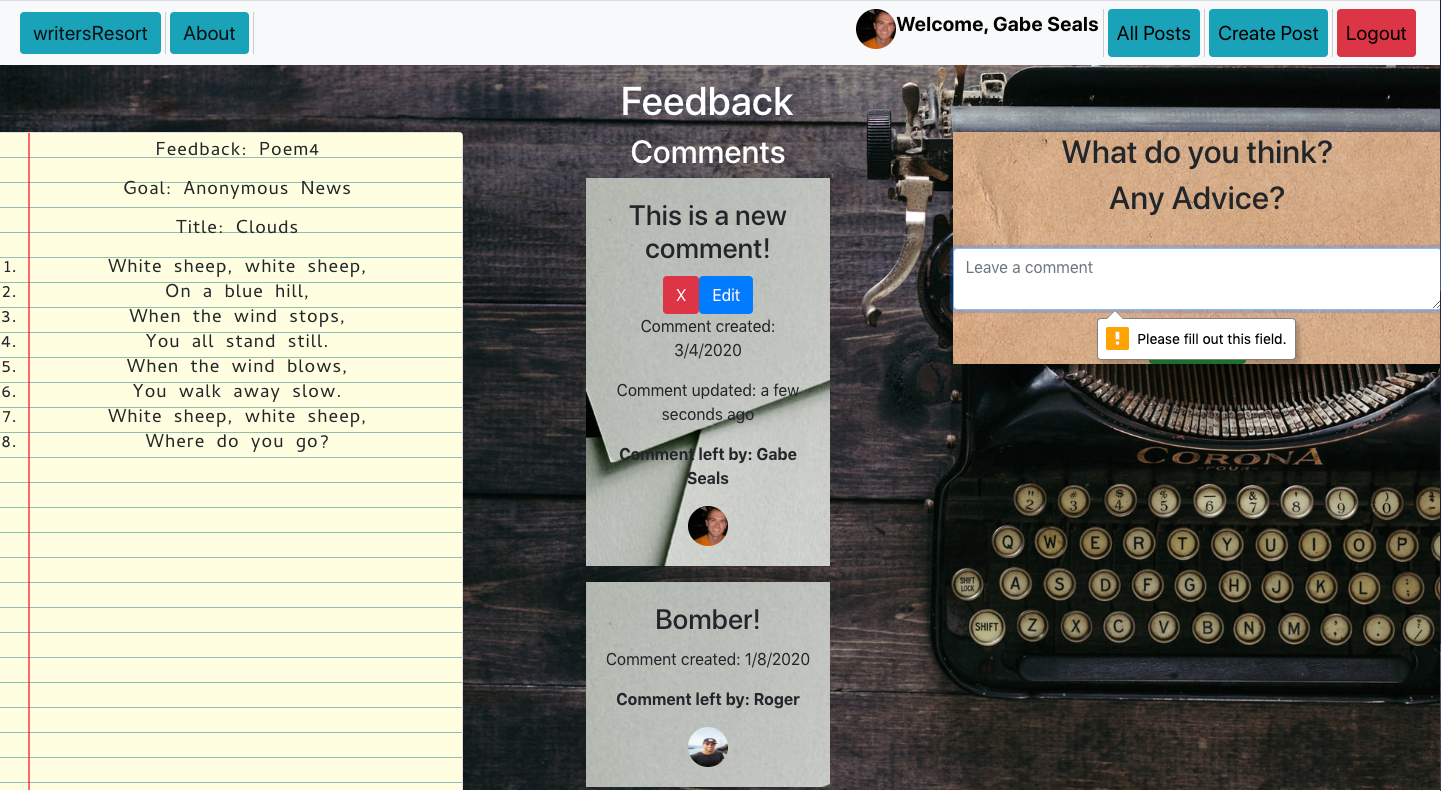 writersResort
About
Welcome, Gabe Seals
All Posts
Create Post
Logout
Feedback
Feedback: Poem4
Goal: Anonymous News
Title: Clouds
1. White sheep, white sheep,
2. On a blue hill,
3. When the wind stops,
4. You all stand still.
5. When the wind blows,
6. You walk away slow.
7. White sheep, white sheep,
8. Where do you go?
Comments
This is a new
comment!
X
Edit
Comment created:
3/4/2020
Comment updated: a few
seconds ago
Comment left by: Gabe
Seals
Bomber!
Comment created: 1/8/2020
Comment left by: Roger
What do you think?
Any Advice?
Leave a comment
Please fill out this field.
CORONA
FOUR
" 2
# 3
$ 4
% 5
— 6
& 7
' 8
( 9
) 0
Q W E R T Y U I O P
SHIFT LOCK A S D F G H J K L ; :
SHIFT Z X C V B N M , . /